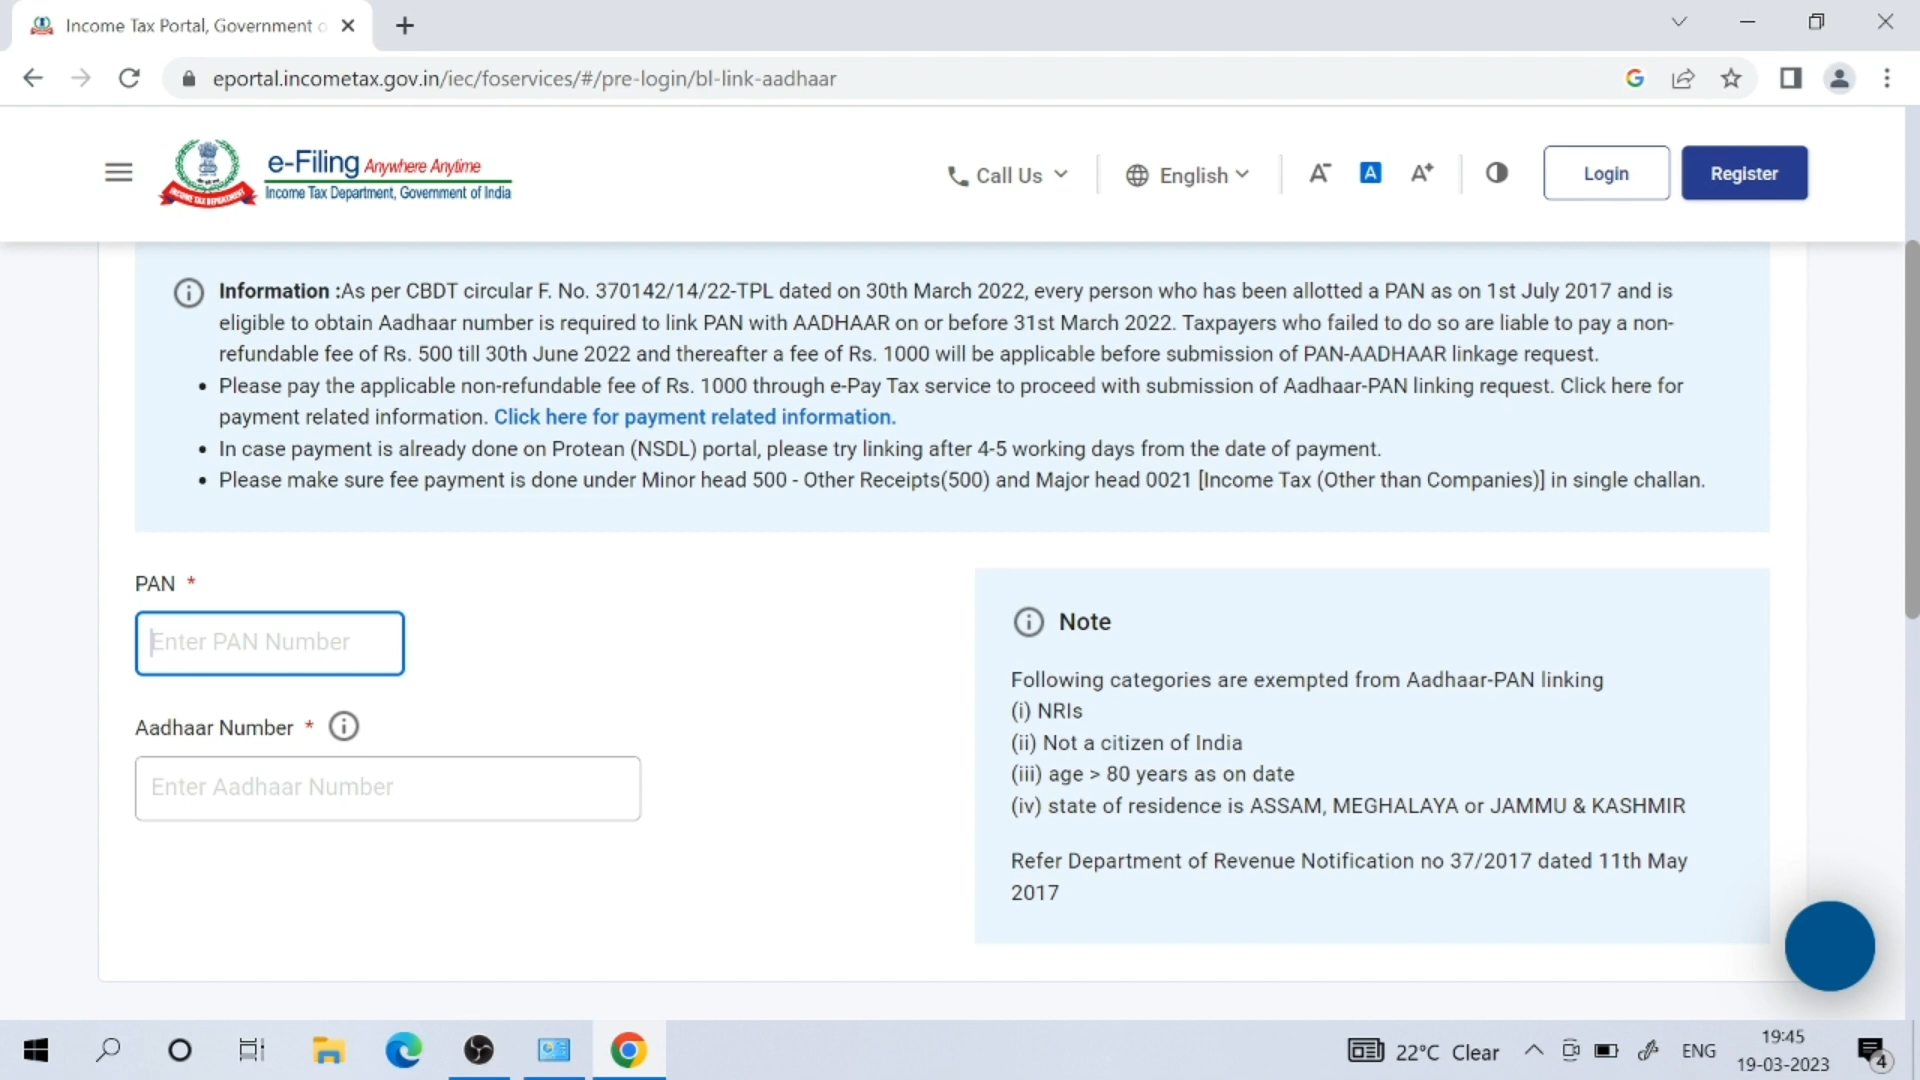 Income Tax Portal, Government o
eportal.incometax.gov.in/iec/foservices/#/pre-login/bl-link-aadhaar
e-Filing Anywhere Anytime
Income Tax Department, Government of India
INCOME TAX DEPARTMENT
Call Us
English
A-
A
A+
Login
Register
Information :As per CBDT circular F. No. 370142/14/22-TPL dated on 30th March 2022, every person who has been allotted a PAN as on 1st July 2017 and is
eligible to obtain Aadhaar number is required to link PAN with AADHAAR on or before 31st March 2022. Taxpayers who failed to do so are liable to pay a non-
refundable fee of Rs. 500 till 30th June 2022 and thereafter a fee of Rs. 1000 will be applicable before submission of PAN-AADHAAR linkage request.
• Please pay the applicable non-refundable fee of Rs. 1000 through e-Pay Tax service to proceed with submission of Aadhaar-PAN linking request. Click here for
payment related information. Click here for payment related information.
• In case payment is already done on Protean (NSDL) portal, please try linking after 4-5 working days from the date of payment.
• Please make sure fee payment is done under Minor head 500 - Other Receipts(500) and Major head 0021 [Income Tax (Other than Companies)] in single challan.
PAN *
Enter PAN Number
Aadhaar Number *
Enter Aadhaar Number
Note
Following categories are exempted from Aadhaar-PAN linking
(i) NRIs
(ii) Not a citizen of India
(iii) age > 80 years as on date
(iv) state of residence is ASSAM, MEGHALAYA or JAMMU & KASHMIR
Refer Department of Revenue Notification no 37/2017 dated 11th May
2017
22°C Clear
ENG
19:45
19-03-2023
4